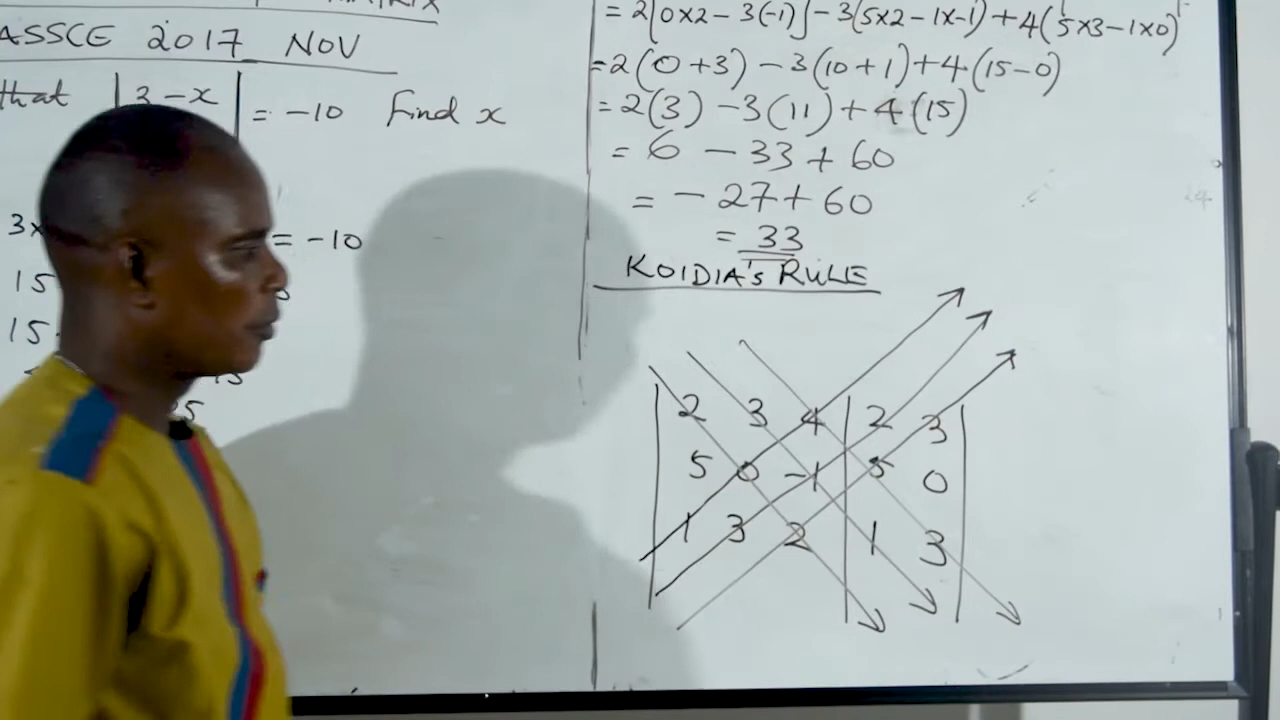 MATRIX
ASSCE 2017 NOV
that | 3 -x | = -10 Find x
3x = -10
15
15
15
5
= 2[0x2 - 3(-1)] - 3(5x2 - 1x-1) + 4(5x3 - 1x0)
= 2(0+3) - 3(10+1) + 4(15-0)
= 2(3) - 3(11) + 4(15)
= 6 - 33 + 60
= - 27 + 60
= 33
KOIDIA's RULE
| 2 3 4 | 2 3 |
| 5 0 -1 | 5 0 |
| 1 3 2 | 1 3 |